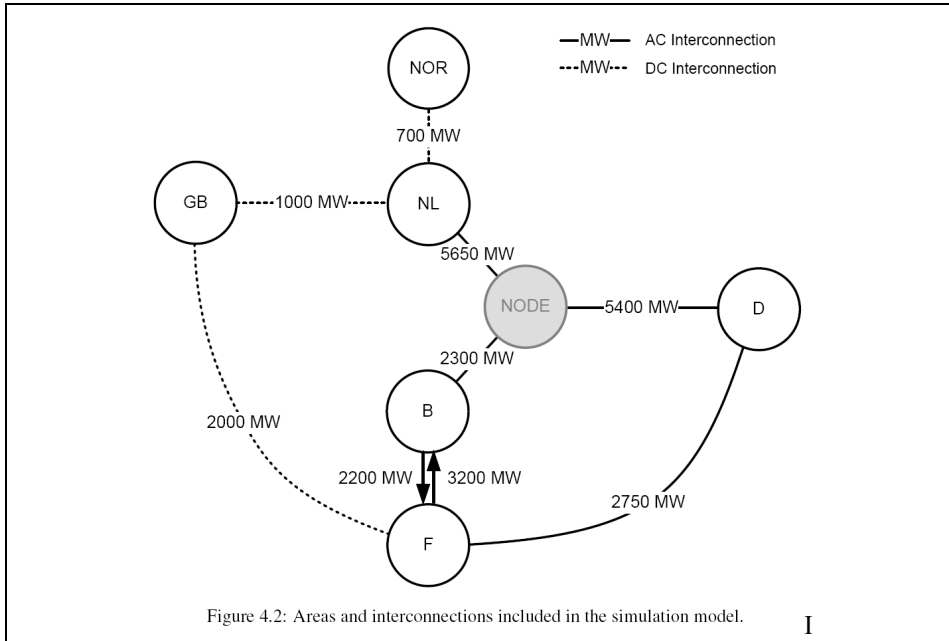 NOR
MW AC Interconnection
MW DC Interconnection
700 MW
GB
1000 MW
NL
5650 MW
NODE
5400 MW
D
2300 MW
B
2000 MW
2200 MW
3200 MW
2750 MW
F
Figure 4.2: Areas and interconnections included in the simulation model.
I